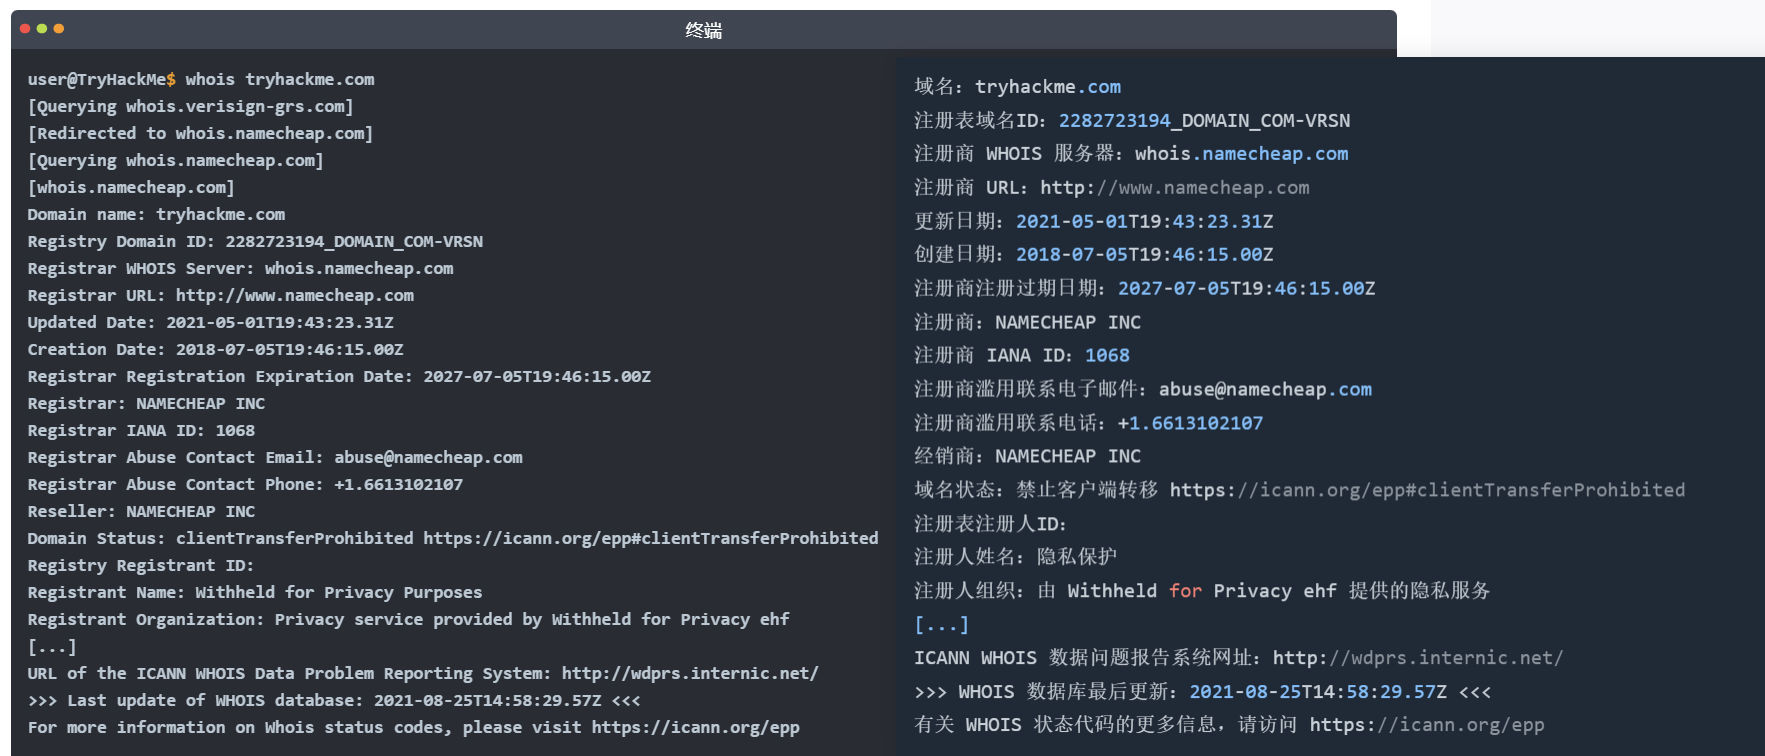 终端
user@TryHackMe$ whois tryhackme.com
[Querying whois.verisign-grs.com]
[Redirected to whois.namecheap.com]
[Querying whois.namecheap.com]
[whois.namecheap.com]
Domain name: tryhackme.com
Registry Domain ID: 2282723194_DOMAIN_COM-VRSN
Registrar WHOIS Server: whois.namecheap.com
Registrar URL: http://www.namecheap.com
Updated Date: 2021-05-01T19:43:23.31Z
Creation Date: 2018-07-05T19:46:15.00Z
Registrar Registration Expiration Date: 2027-07-05T19:46:15.00Z
Registrar: NAMECHEAP INC
Registrar IANA ID: 1068
Registrar Abuse Contact Email: abuse@namecheap.com
Registrar Abuse Contact Phone: +1.6613102107
Reseller: NAMECHEAP INC
Domain Status: clientTransferProhibited https://icann.org/epp#clientTransferProhibited
Registry Registrant ID:
Registrant Name: Withheld for Privacy Purposes
Registrant Organization: Privacy service provided by Withheld for Privacy ehf
[...]
URL of the ICANN WHOIS Data Problem Reporting System: http://wdprs.internic.net/
>>> Last update of WHOIS database: 2021-08-25T14:58:29.57Z <<<
For more information on Whois status codes, please visit https://icann.org/epp
域名：tryhackme.com
注册表域名ID：2282723194_DOMAIN_COM-VRSN
注册商 WHOIS 服务器：whois.namecheap.com
注册商 URL：http://www.namecheap.com
更新日期：2021-05-01T19:43:23.31Z
创建日期：2018-07-05T19:46:15.00Z
注册商注册过期日期：2027-07-05T19:46:15.00Z
注册商：NAMECHEAP INC
注册商 IANA ID：1068
注册商滥用联系电子邮件：abuse@namecheap.com
注册商滥用联系电话：+1.6613102107
经销商：NAMECHEAP INC
域名状态：禁止客户端转移 https://icann.org/epp#clientTransferProhibited
注册表注册人ID：
注册人姓名：隐私保护
注册人组织：由 Withheld for Privacy ehf 提供的隐私服务
[...]
ICANN WHOIS 数据问题报告系统网址：http://wdprs.internic.net/
>>> WHOIS 数据库最后更新：2021-08-25T14:58:29.57Z <<<
有关 WHOIS 状态代码的更多信息，请访问 https://icann.org/epp